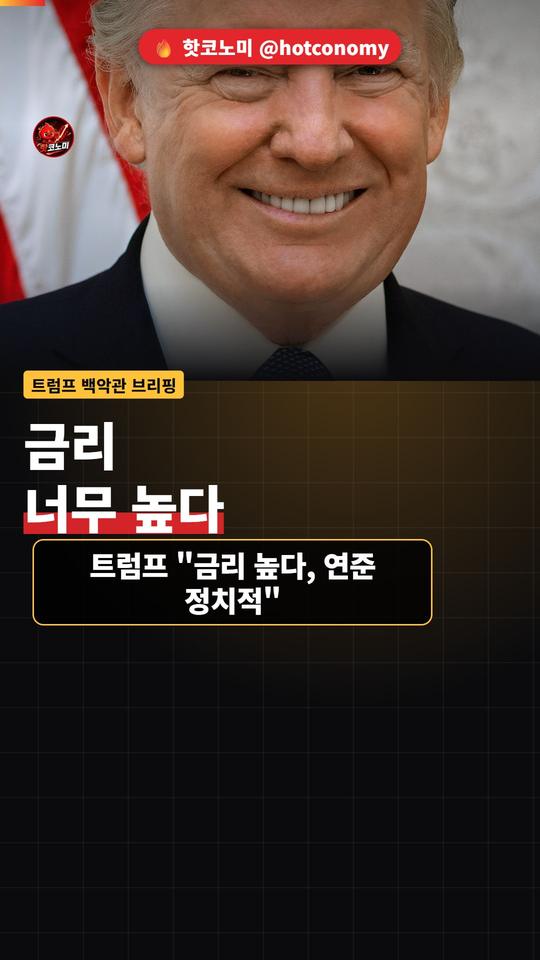 🔥 핫코노미 @hotconomy
핫코노미
트럼프 백악관 브리핑
금리
너무 높다
트럼프 "금리 높다, 연준
정치적"